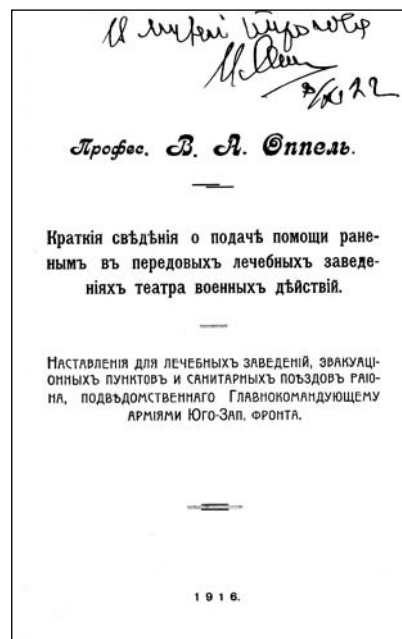 Профес. В. А. Оппель.
Краткія свѣдѣнія о подачѣ помощи ране-
нымъ въ передовыхъ лечебныхъ заведе-
ніяхъ театра военныхъ дѣйствій.
Наставленія для лечебныхъ заведеній, эвакуаці-
онныхъ пунктовъ и санитарныхъ поѣздовъ раіо-
на, подвѣдомственнаго Главнокомандующему
арміями Юго-Зап. фронта.
1916.